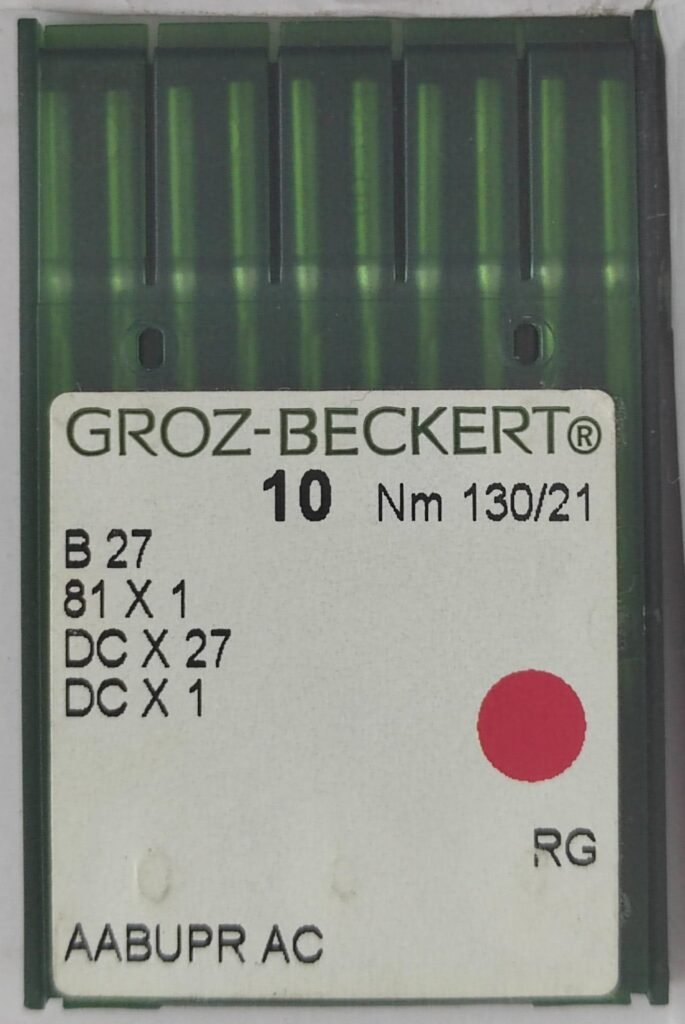 GROZ-BECKERT®
10 Nm 130/21
B 27
81 X 1
DC X 27
DC X 1
RG
AABUPR AC